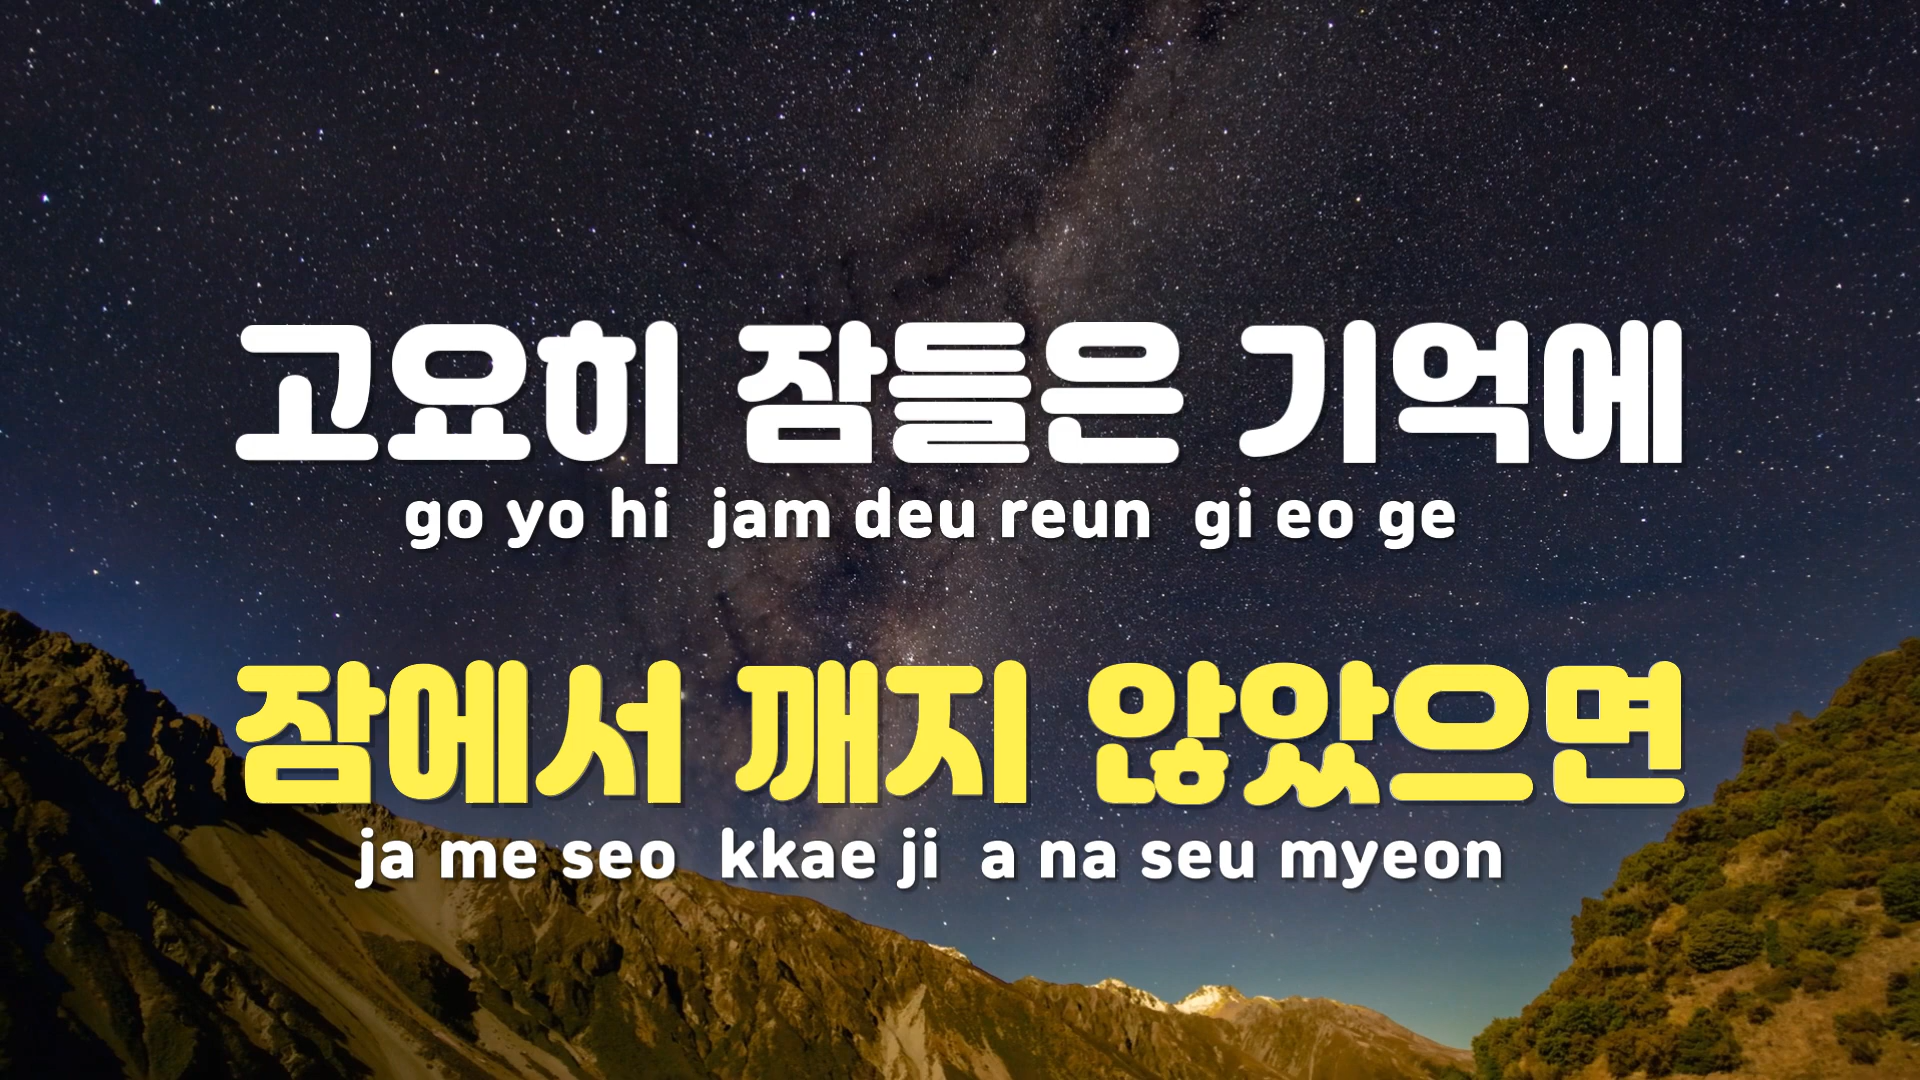 고요히 잠들은 기억에
go yo hi jam deu reun gi eo ge
잠에서 깨지 않았으면
ja me seo kkae ji a na seu myeon